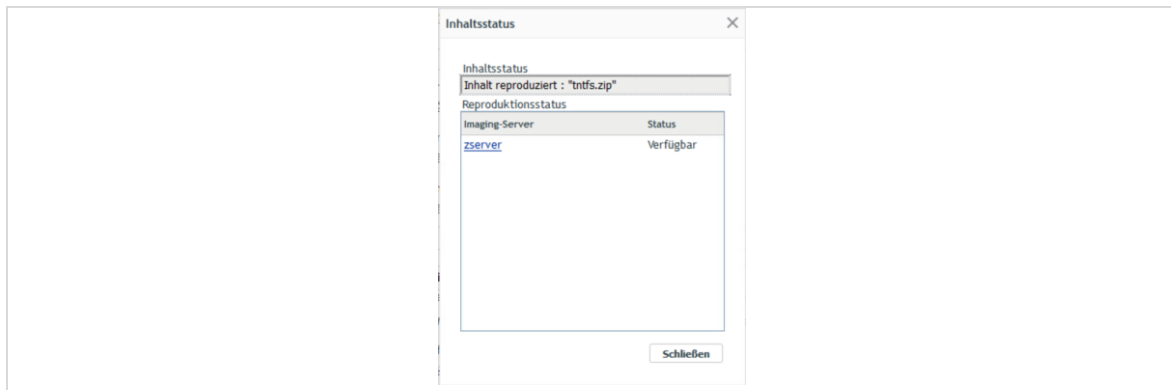 Inhaltsstatus
Inhaltsstatus
Inhalt reproduziert : "tntfs.zip"
Reproduktionsstatus
Imaging-Server Status
zserver Verfügbar
Schließen